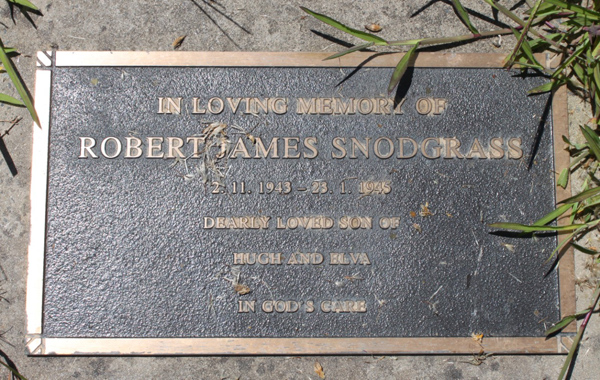 IN LOVING MEMORY OF
ROBERT JAMES SNODGRASS
2. 11. 1943 – 23. 1. 1945
DEARLY LOVED SON OF
HUGH AND ELVA
IN GOD'S CARE